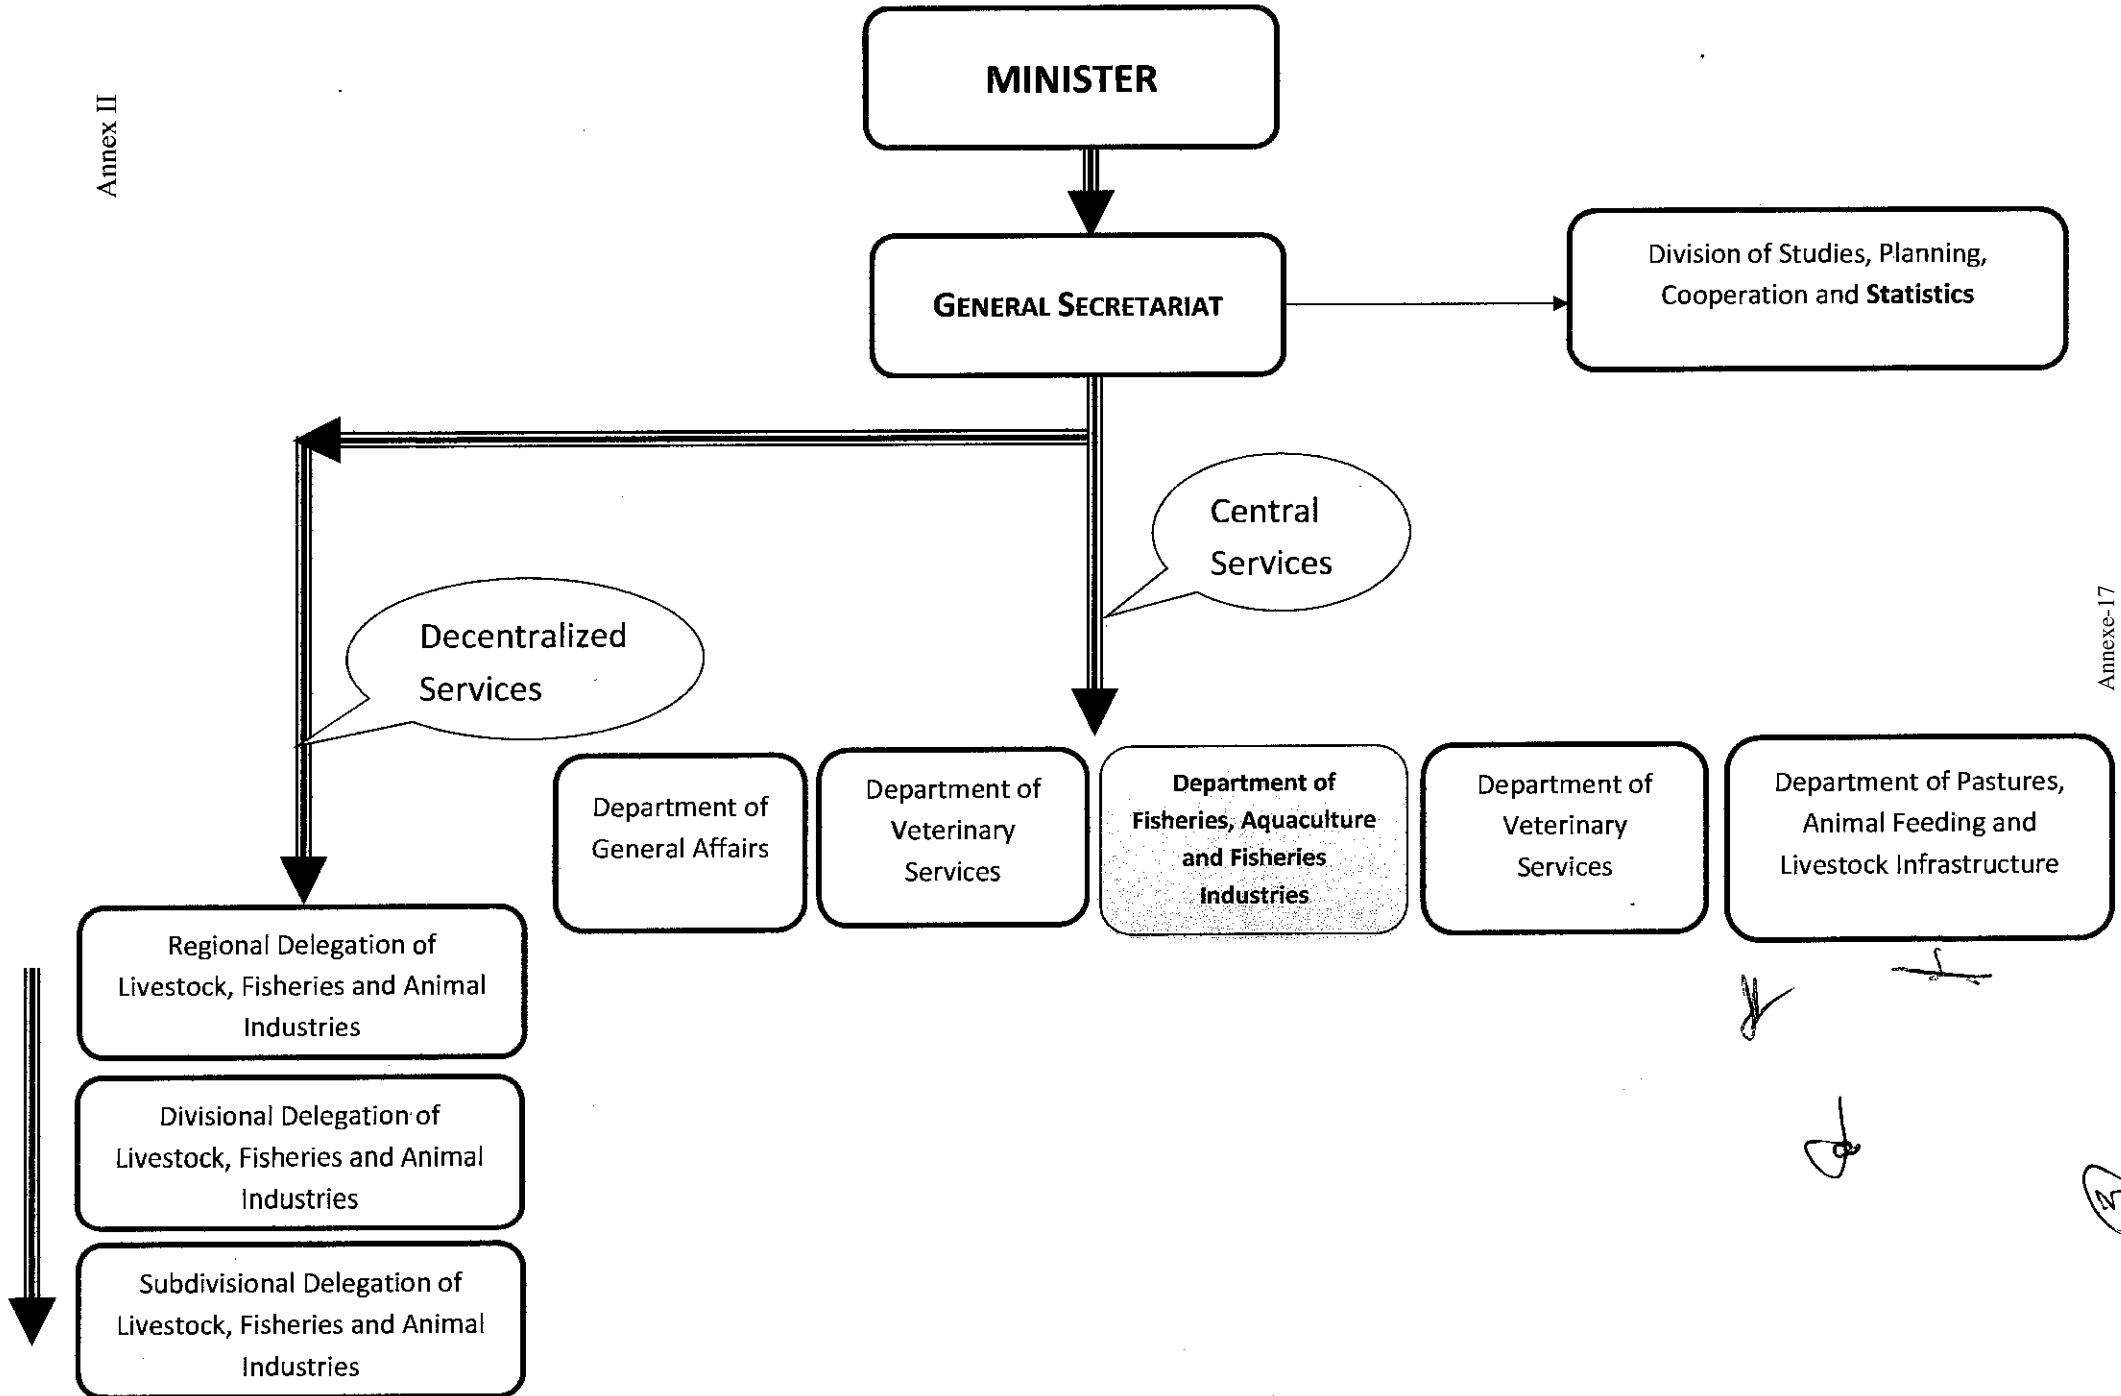 Annex II
MINISTER
GENERAL SECRETARIAT
Division of Studies, Planning,
Cooperation and Statistics
Central
Services
Decentralized
Services
Annexe-17
Department of
General Affairs
Department of
Veterinary
Services
Department of
Fisheries, Aquaculture
and Fisheries
Industries
Department of
Veterinary
Services
Department of Pastures,
Animal Feeding and
Livestock Infrastructure
Regional Delegation of
Livestock, Fisheries and Animal
Industries
Divisional Delegation of
Livestock, Fisheries and Animal
Industries
Subdivisional Delegation of
Livestock, Fisheries and Animal
Industries